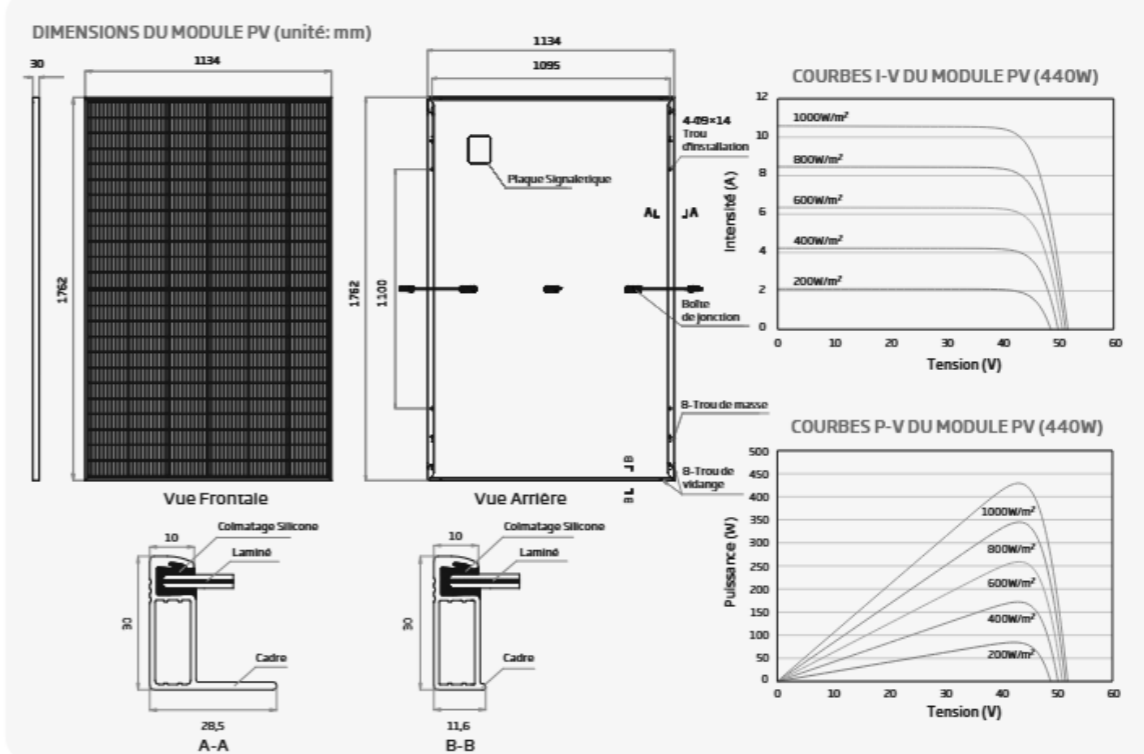 DIMENSIONS DU MODULE PV (unité: mm)
30
1134
1762
Vue Frontale
1134
1095
1762
1100
4-Ø9×14
Trou
d'installation
Plaque Signaletique
A
A
Boîte
de jonction
8-Trou de masse
8-Trou de
vidange
B
B
Vue Arrière
10
Colmatage Silicone
Laminé
30
Cadre
28,5
A-A
10
Colmatage Silicone
Laminé
30
Cadre
11,6
B-B
COURBES I-V DU MODULE PV (440W)
Intensité (A)
12
10
8
6
4
2
0
1000W/m²
800W/m²
600W/m²
400W/m²
200W/m²
0 10 20 30 40 50 60
Tension (V)
COURBES P-V DU MODULE PV (440W)
Puissance (W)
500
450
400
350
300
250
200
150
100
50
0
1000W/m²
800W/m²
600W/m²
400W/m²
200W/m²
0 10 20 30 40 50 60
Tension (V)